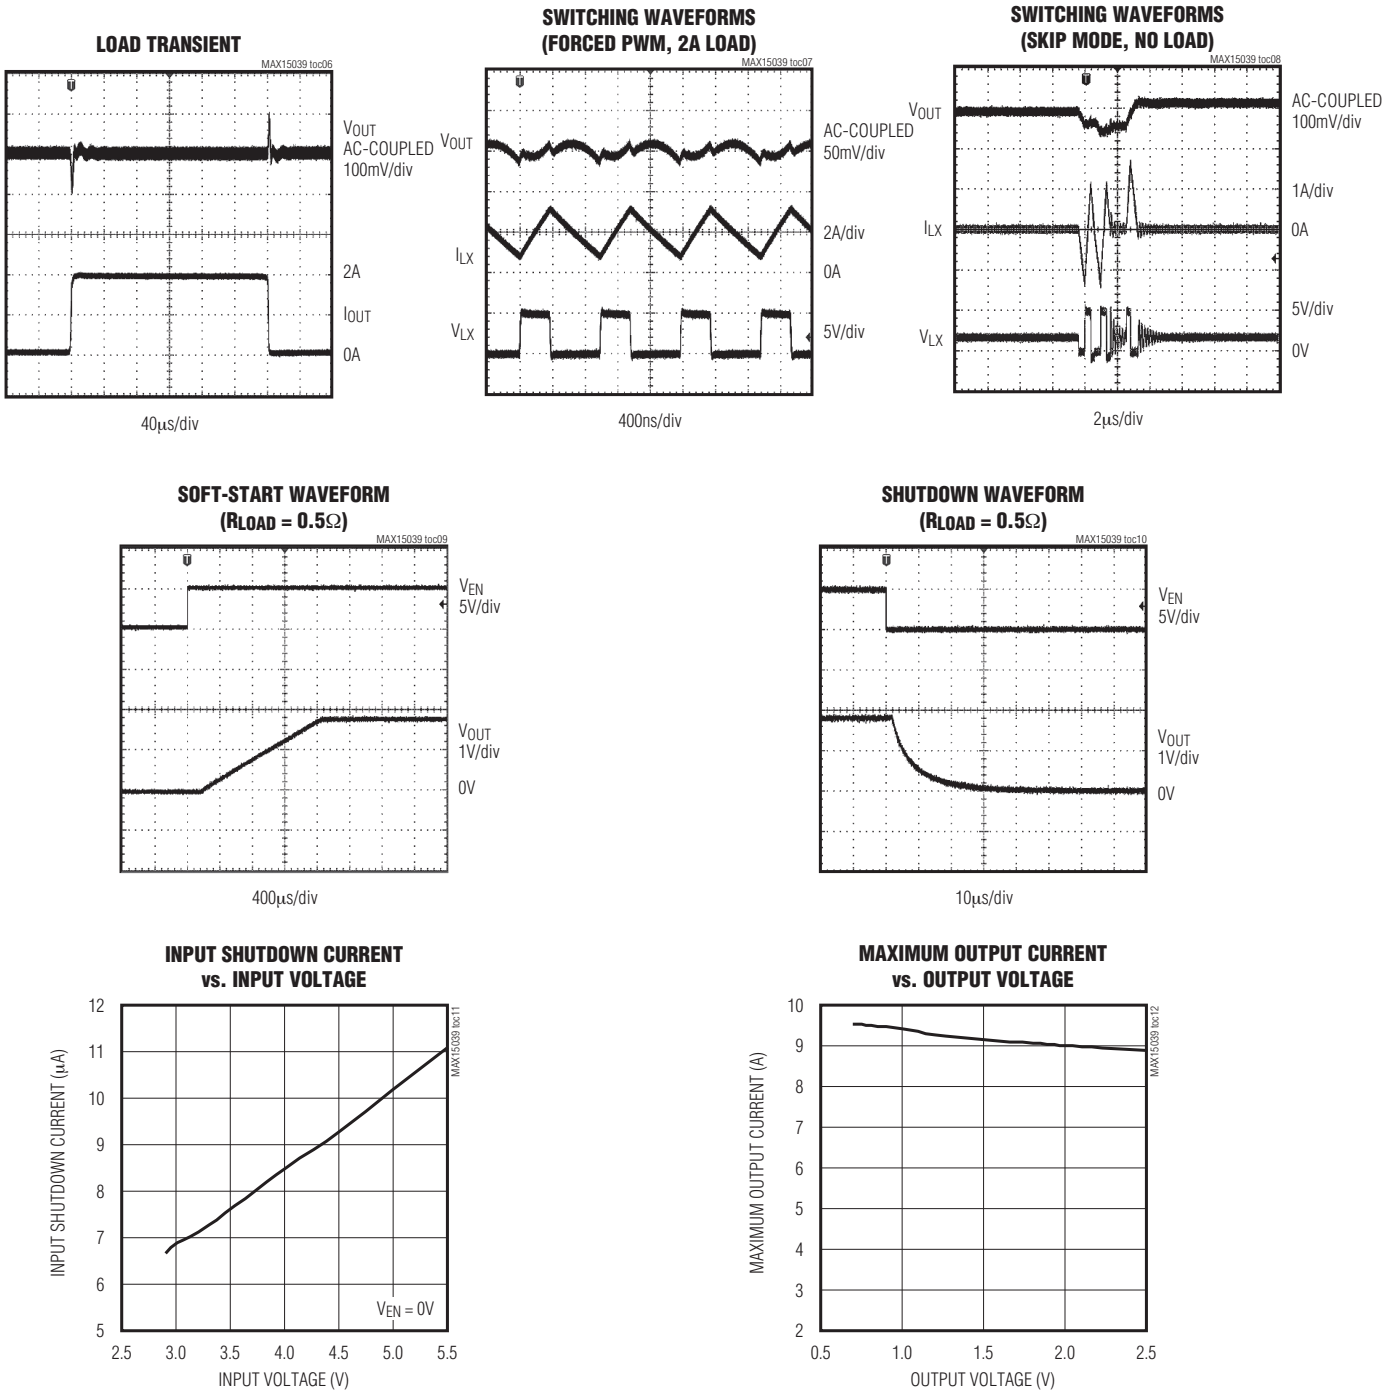 LOAD TRANSIENT
MAX15039 toc06
VOUT
AC-COUPLED
100mV/div
2A
IOUT
0A
40μs/div
SWITCHING WAVEFORMS
(FORCED PWM, 2A LOAD)
MAX15039 toc07
VOUT
AC-COUPLED
50mV/div
2A/div
ILX
0A
VLX
5V/div
400ns/div
SWITCHING WAVEFORMS
(SKIP MODE, NO LOAD)
MAX15039 toc08
VOUT
AC-COUPLED
100mV/div
1A/div
ILX
0A
5V/div
VLX
0V
2μs/div
SOFT-START WAVEFORM
(RLOAD = 0.5Ω)
MAX15039 toc09
VEN
5V/div
VOUT
1V/div
0V
400μs/div
SHUTDOWN WAVEFORM
(RLOAD = 0.5Ω)
MAX15039 toc10
VEN
5V/div
VOUT
1V/div
0V
10μs/div
INPUT SHUTDOWN CURRENT
vs. INPUT VOLTAGE
MAX15039 toc11
INPUT SHUTDOWN CURRENT (μA)
12
11
10
9
8
7
6
5
VEN = 0V
2.5 3.0 3.5 4.0 4.5 5.0 5.5
INPUT VOLTAGE (V)
MAXIMUM OUTPUT CURRENT
vs. OUTPUT VOLTAGE
MAX15039 toc12
MAXIMUM OUTPUT CURRENT (A)
10
9
8
7
6
5
4
3
2
0.5 1.0 1.5 2.0 2.5
OUTPUT VOLTAGE (V)